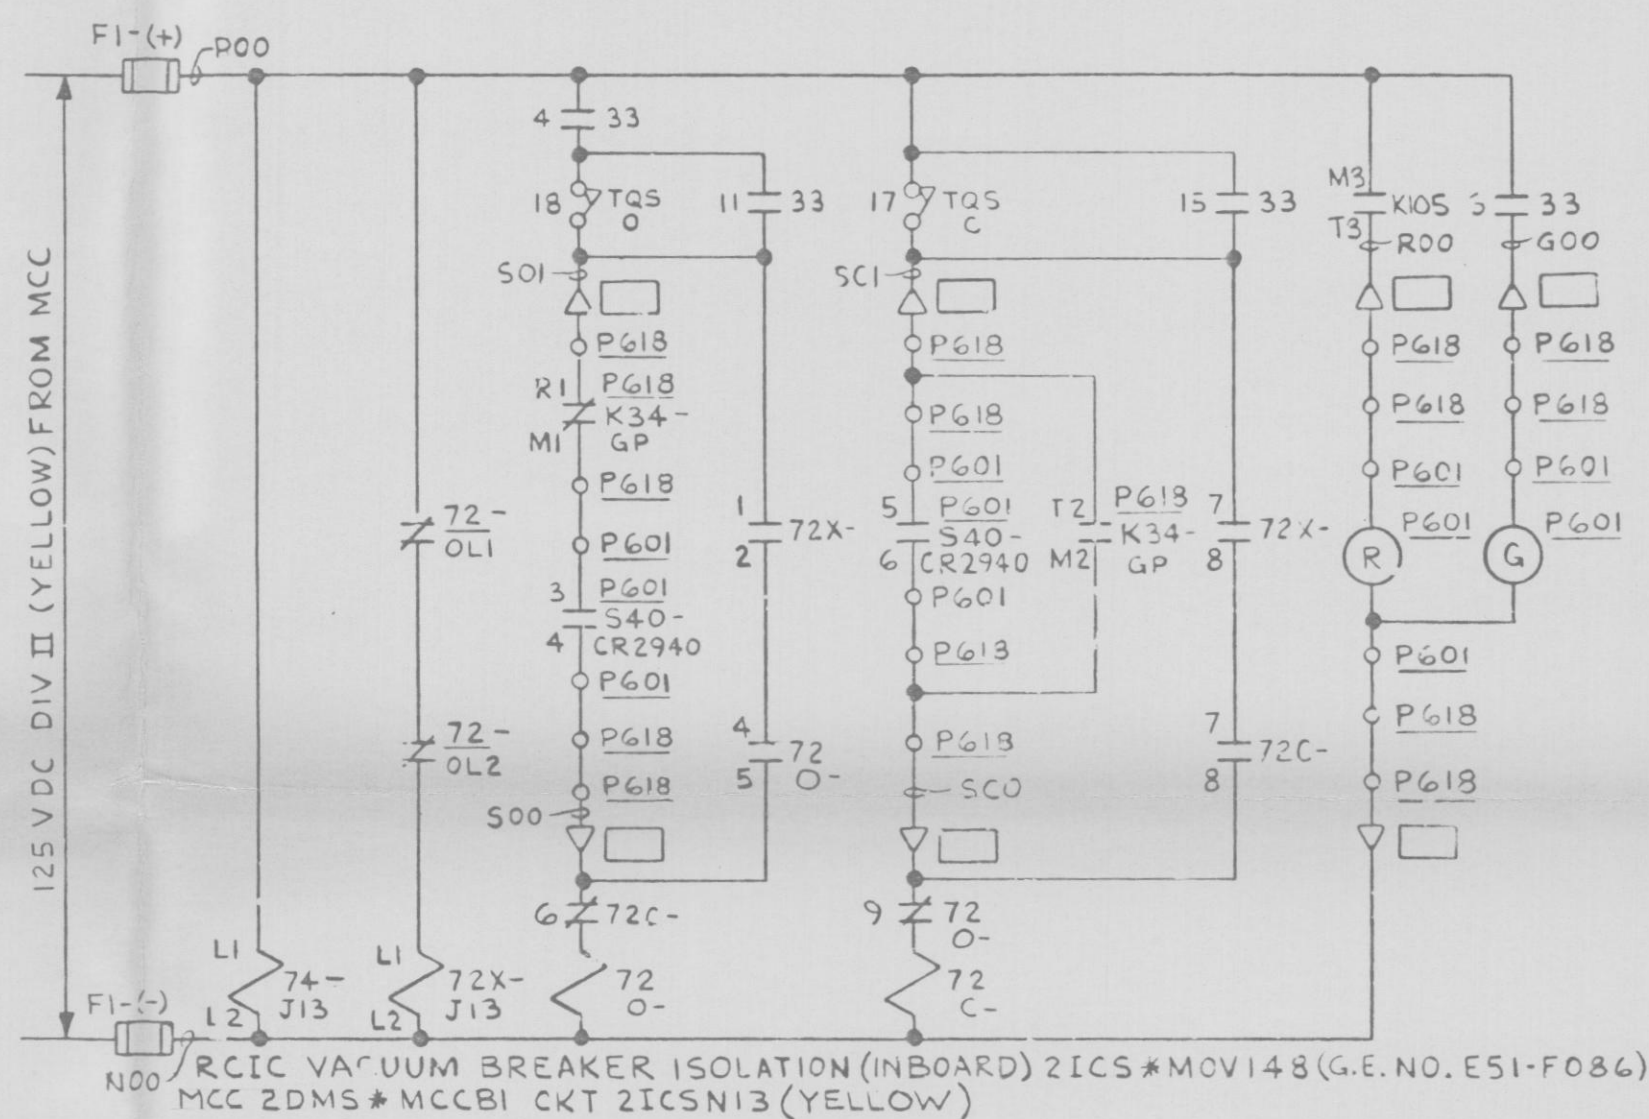 F1-(+)
P00
125 VDC DIV II (YELLOW) FROM MCC
4 33
18 TQS
O
11 33
17 TQS
C
15 33
M3
K105
T3
R00
33
G00
S01
SC1
P618
P618
P618
P618
R1 P618
K34-
M1 GP
P618
P618
P618
P618
P601
P601
P601
72-
OL1
P601
1
72X-
2
5 P601
S40-
6 CR2940
T2 P618
K34-
M2 GP
7
72X-
8
P601
R
P601
G
3 P601
S40-
4 CR2940
P601
P613
P601
P601
72-
OL2
P618
4
72
5 O-
P618
7
72C-
8
P618
P618
S00
SC0
P618
6 72C-
9 72
O-
L1
74-
J13
L2
L1
72X-
J13
L2
72
O-
72
C-
F1-(-)
N00
RCIC VACUUM BREAKER ISOLATION (INBOARD) 2ICS*MOV148 (G.E. NO. E51-F086)
MCC 2DMS*MCCB1 CKT 2ICSN13 (YELLOW)